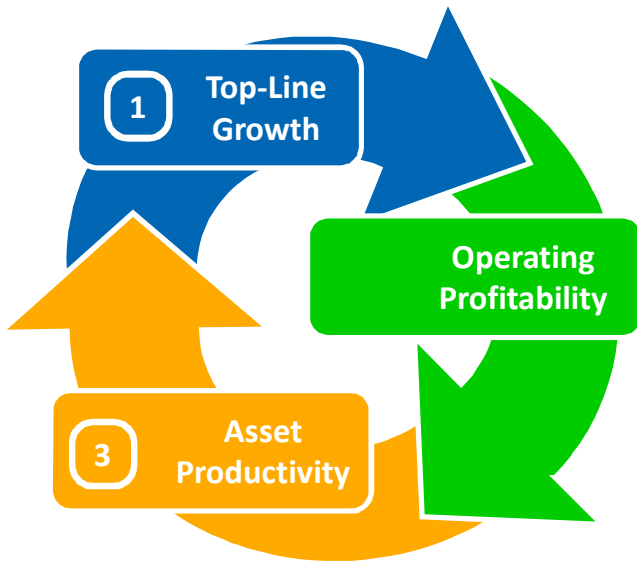 1
Top-Line
Growth
Operating
Profitability
3
Asset
Productivity